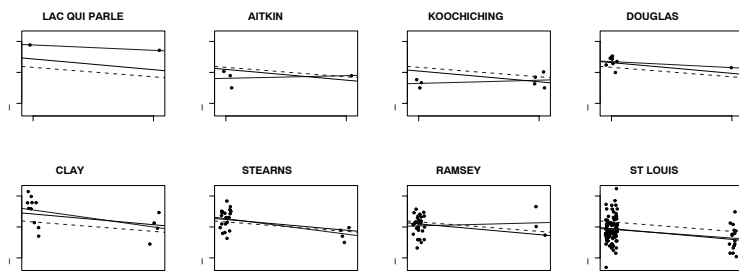 LAC QUI PARLE
AITKIN
KOOCHICHING
DOUGLAS
CLAY
STEARNS
RAMSEY
ST LOUIS